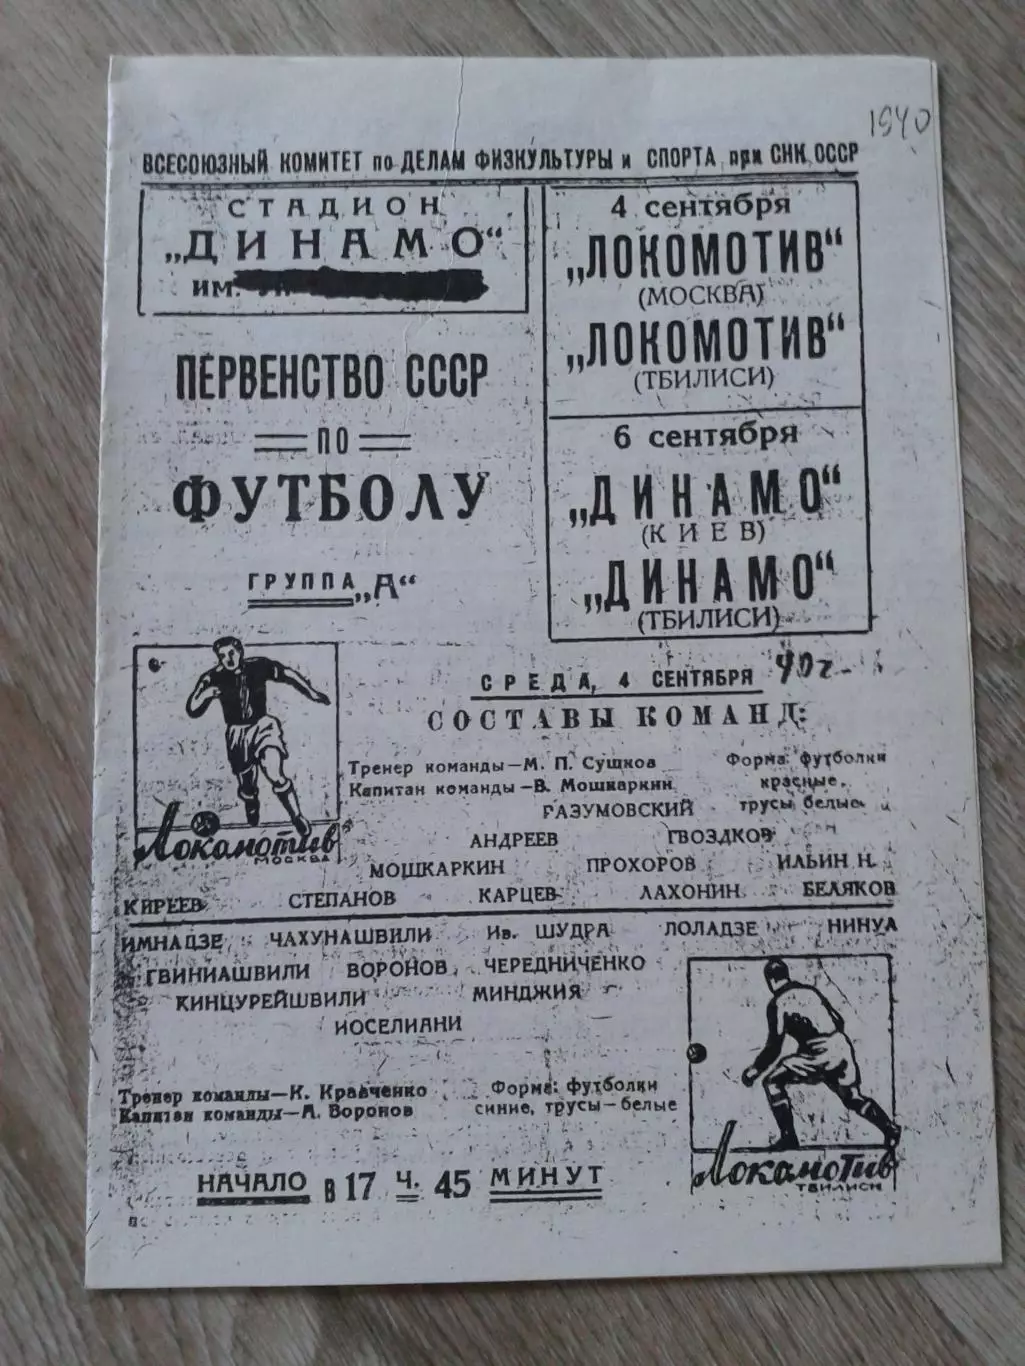 1940
ВСЕСОЮЗНЫЙ КОМИТЕТ по ДЕЛАМ ФИЗКУЛЬТУРЫ и СПОРТА при СНК СССР
СТАДИОН
„ДИНАМО“
им.
ПЕРВЕНСТВО СССР
ПО
ФУТБОЛУ
ГРУППА „А“
4 сентября
„ЛОКОМОТИВ“
(МОСКВА)
„ЛОКОМОТИВ“
(ТБИЛИСИ)
6 сентября
„ДИНАМО“
(КИЕВ)
„ДИНАМО“
(ТБИЛИСИ)
СРЕДА, 4 СЕНТЯБРЯ 40 г.
СОСТАВЫ КОМАНД:
Тренер команды—М. П. Сушков
Капитан команды—В. Мошкаркин
Форма: футболки
красные,
трусы белые
РАЗУМОВСКИЙ
АНДРЕЕВ ГВОЗДКОВ
МОШКАРКИН ПРОХОРОВ ИЛЬИН Н.
КИРЕЕВ СТЕПАНОВ КАРЦЕВ ЛАХОНИН БЕЛЯКОВ
Локомотив
МОСКВА
ИМНАДЗЕ ЧАХУНАШВИЛИ Ив. ШУДРА ЛОЛАДЗЕ НИНУА
ГВИНИАШВИЛИ ВОРОНОВ ЧЕРЕДНИЧЕНКО
КИНЦУРЕЙШВИЛИ МИНДЖИЯ
ИОСЕЛИАНИ
Тренер команды—К. Кравченко
Капитан команды—А. Воронов
Форма: футболки
синие, трусы—белые
Локомотив
ТБИЛИСИ
НАЧАЛО в 17 Ч. 45 МИНУТ